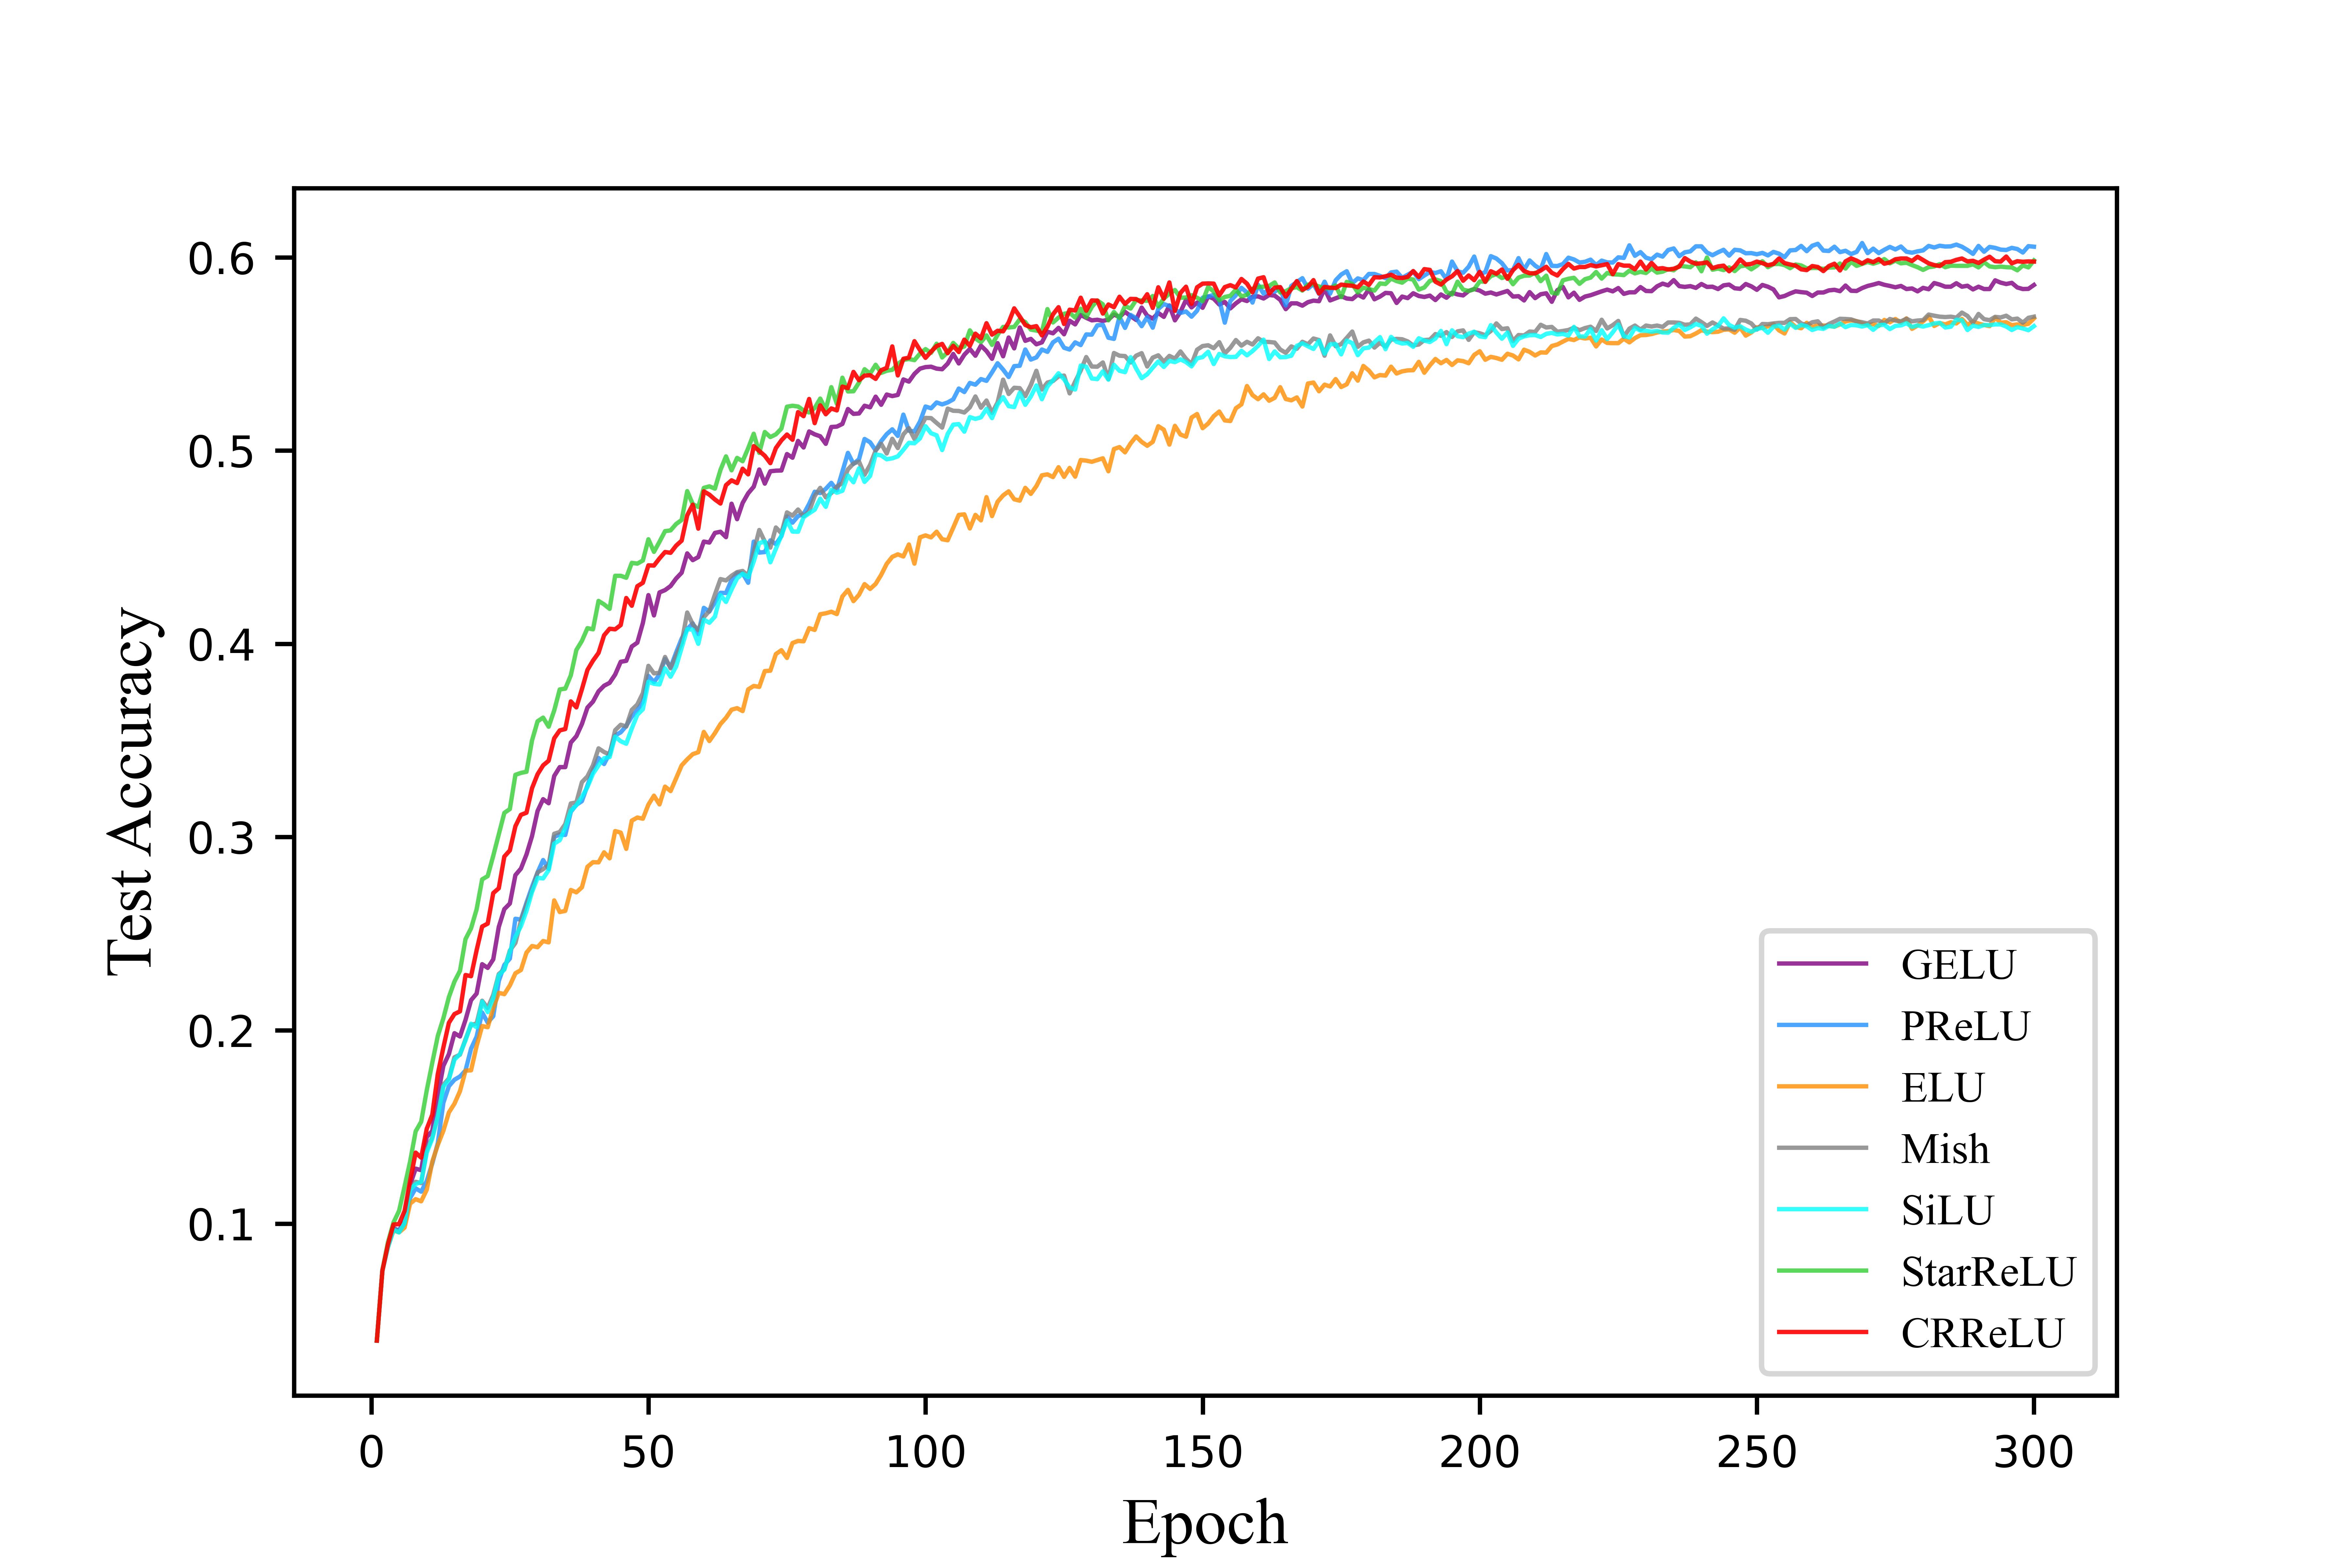 0.6
0.5
0.4
0.3
0.2
0.1
Test Accuracy
0 50 100 150 200 250 300
Epoch
GELU
PReLU
ELU
Mish
SiLU
StarReLU
CRReLU